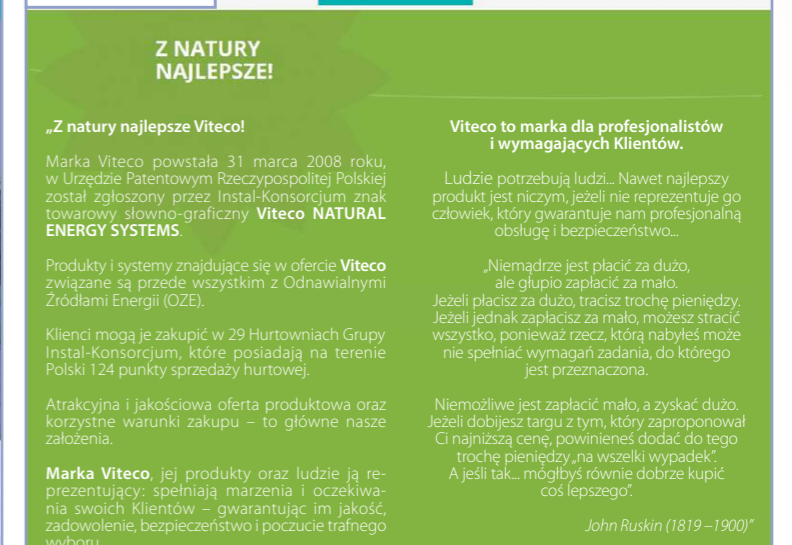 Z NATURY
NAJLEPSZE!
„Z natury najlepsze Viteco!
Marka Viteco powstała 31 marca 2008 roku,
w Urzędzie Patentowym Rzeczypospolitej Polskiej
został zgłoszony przez Instal-Konsorcjum znak
towarowy słowno-graficzny Viteco NATURAL
ENERGY SYSTEMS.
Produkty i systemy znajdujące się w ofercie Viteco
związane są przede wszystkim z Odnawialnymi
Źródłami Energii (OZE).
Klienci mogą je zakupić w 29 Hurtowniach Grupy
Instal-Konsorcjum, które posiadają na terenie
Polski 124 punkty sprzedaży hurtowej.
Atrakcyjna i jakościowa oferta produktowa oraz
korzystne warunki zakupu – to główne nasze
założenia.
Marka Viteco, jej produkty oraz ludzie ją re-
prezentujący: spełniają marzenia i oczekiwa-
nia swoich Klientów – gwarantując im jakość,
zadowolenie, bezpieczeństwo i poczucie trafnego
wyboru
Viteco to marka dla profesjonalistów
i wymagających Klientów.
Ludzie potrzebują ludzi... Nawet najlepszy
produkt jest niczym, jeżeli nie reprezentuje go
człowiek, który gwarantuje nam profesjonalną
obsługę i bezpieczeństwo...
„Niemądrze jest płacić za dużo,
ale głupio zapłacić za mało.
Jeżeli płacisz za dużo, tracisz trochę pieniędzy.
Jeżeli jednak zapłacisz za mało, możesz stracić
wszystko, ponieważ rzecz, którą nabyłeś może
nie spełniać wymagań zadania, do którego
jest przeznaczona.
Niemożliwe jest zapłacić mało, a zyskać dużo.
Jeżeli dobijesz targu z tym, który zaproponował
Ci najniższą cenę, powinieneś dodać do tego
trochę pieniędzy „na wszelki wypadek”.
A jeśli tak... mógłbyś równie dobrze kupić
coś lepszego”.
John Ruskin (1819 –1900)”